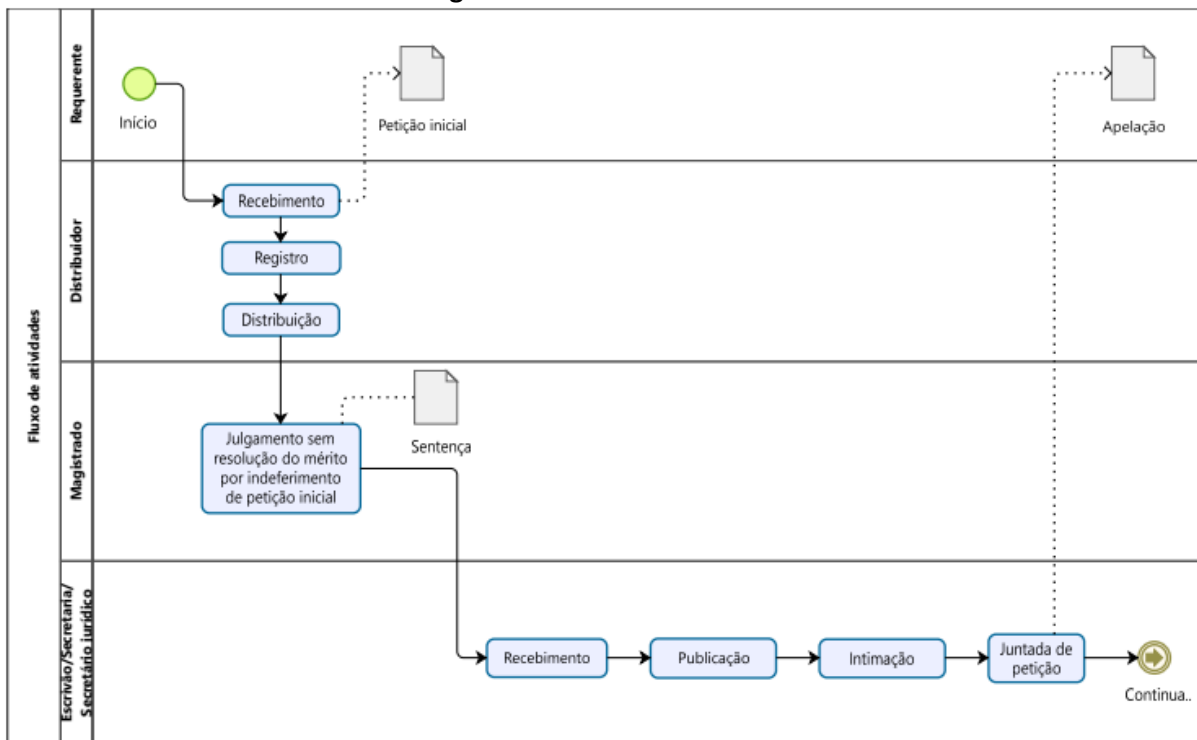 Fluxo de atividades
Requerente
Início
Petição inicial
Apelação
Distribuidor
Recebimento
Registro
Distribuição
Magistrado
Julgamento sem
resolução do mérito
por indeferimento
de petição inicial
Sentença
Escrivão/Secretaria/
Secretário jurídico
Recebimento
Publicação
Intimação
Juntada de
petição
Continua..